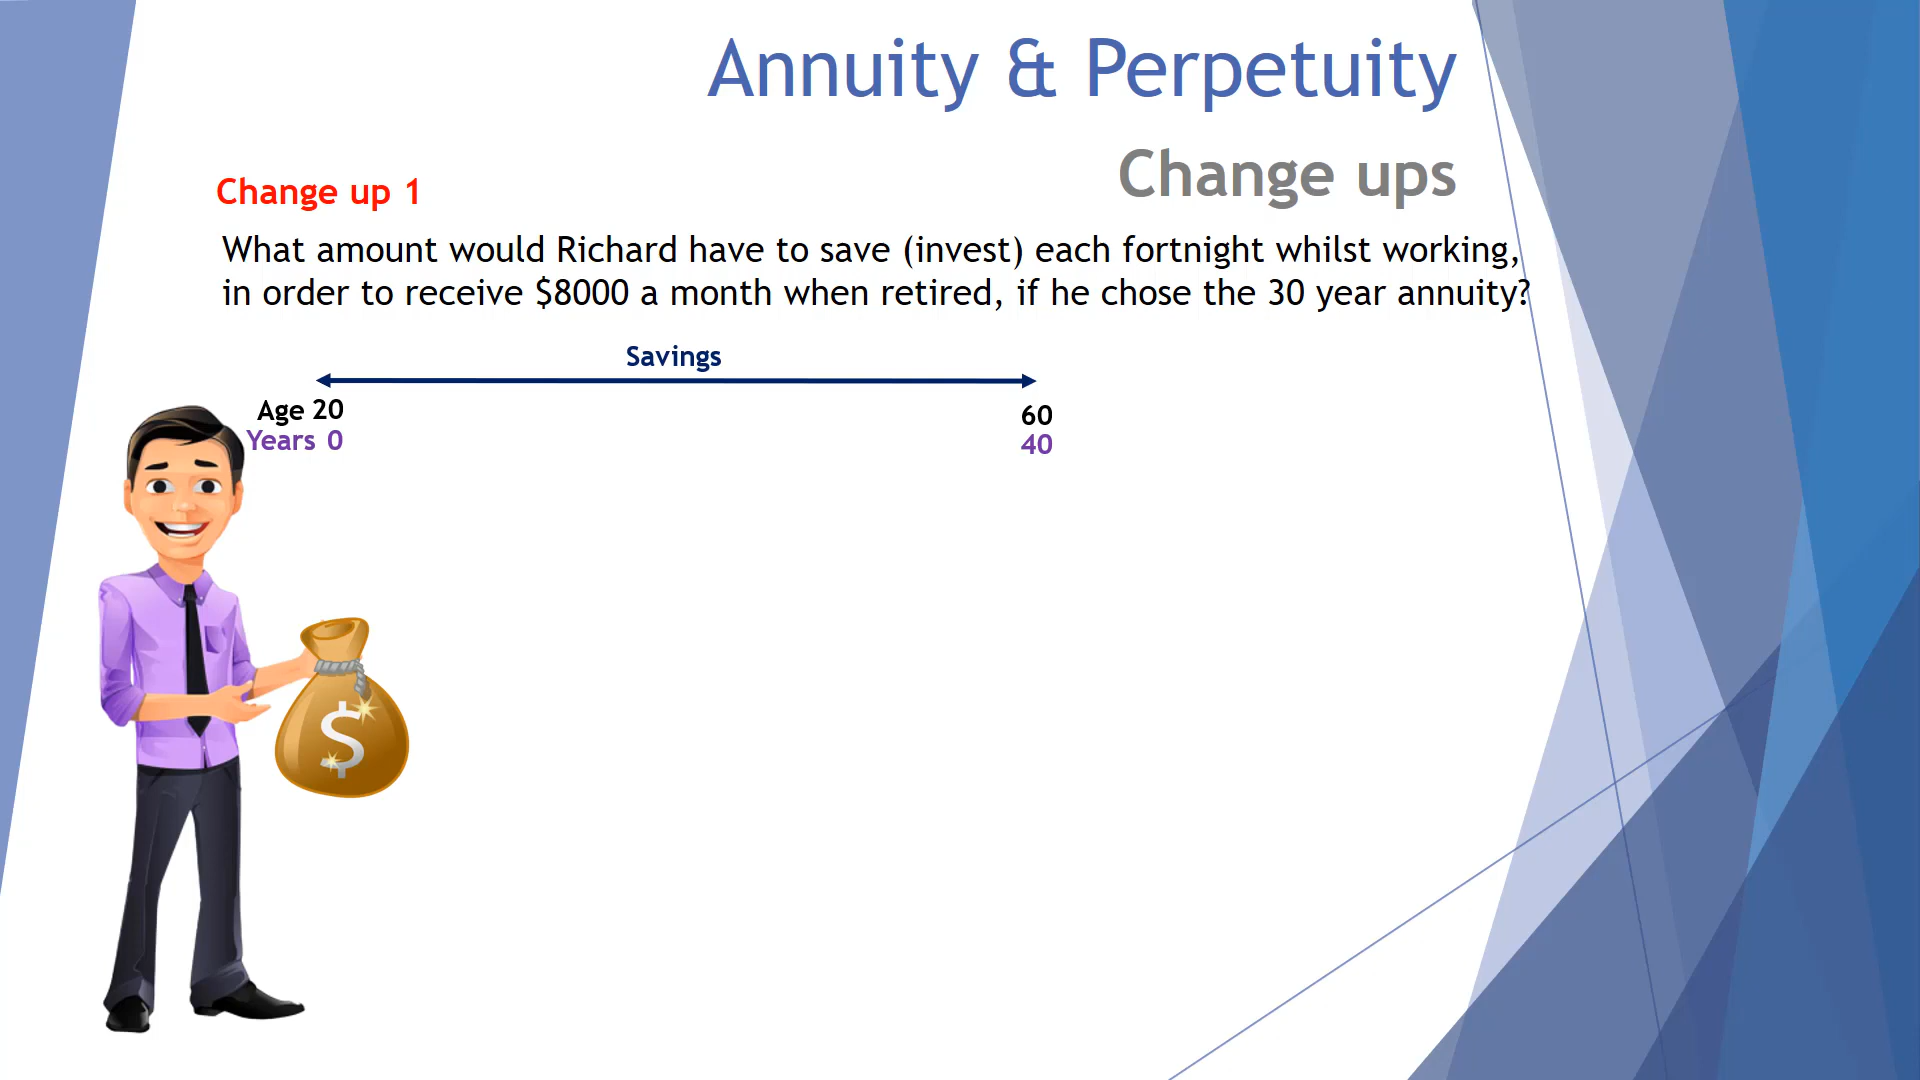 Annuity & Perpetuity
Change ups
Change up 1
What amount would Richard have to save (invest) each fortnight whilst working,
in order to receive $8000 a month when retired, if he chose the 30 year annuity?
Savings
Age 20
60
Years 0
40
$